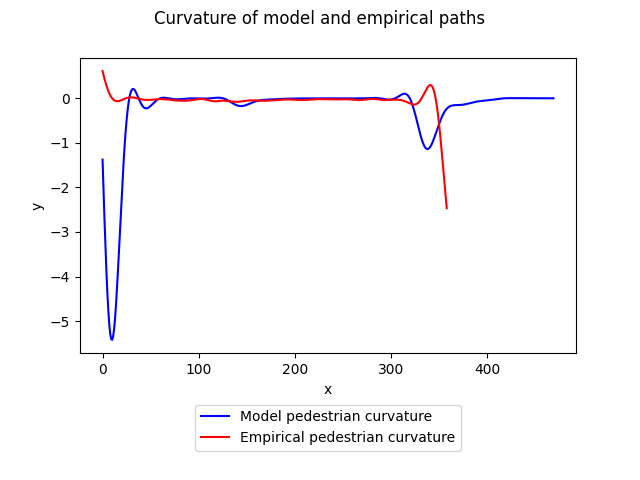 Curvature of model and empirical paths
0
−1
−2
−3
−4
−5
y
0 100 200 300 400
x
Model pedestrian curvature
Empirical pedestrian curvature